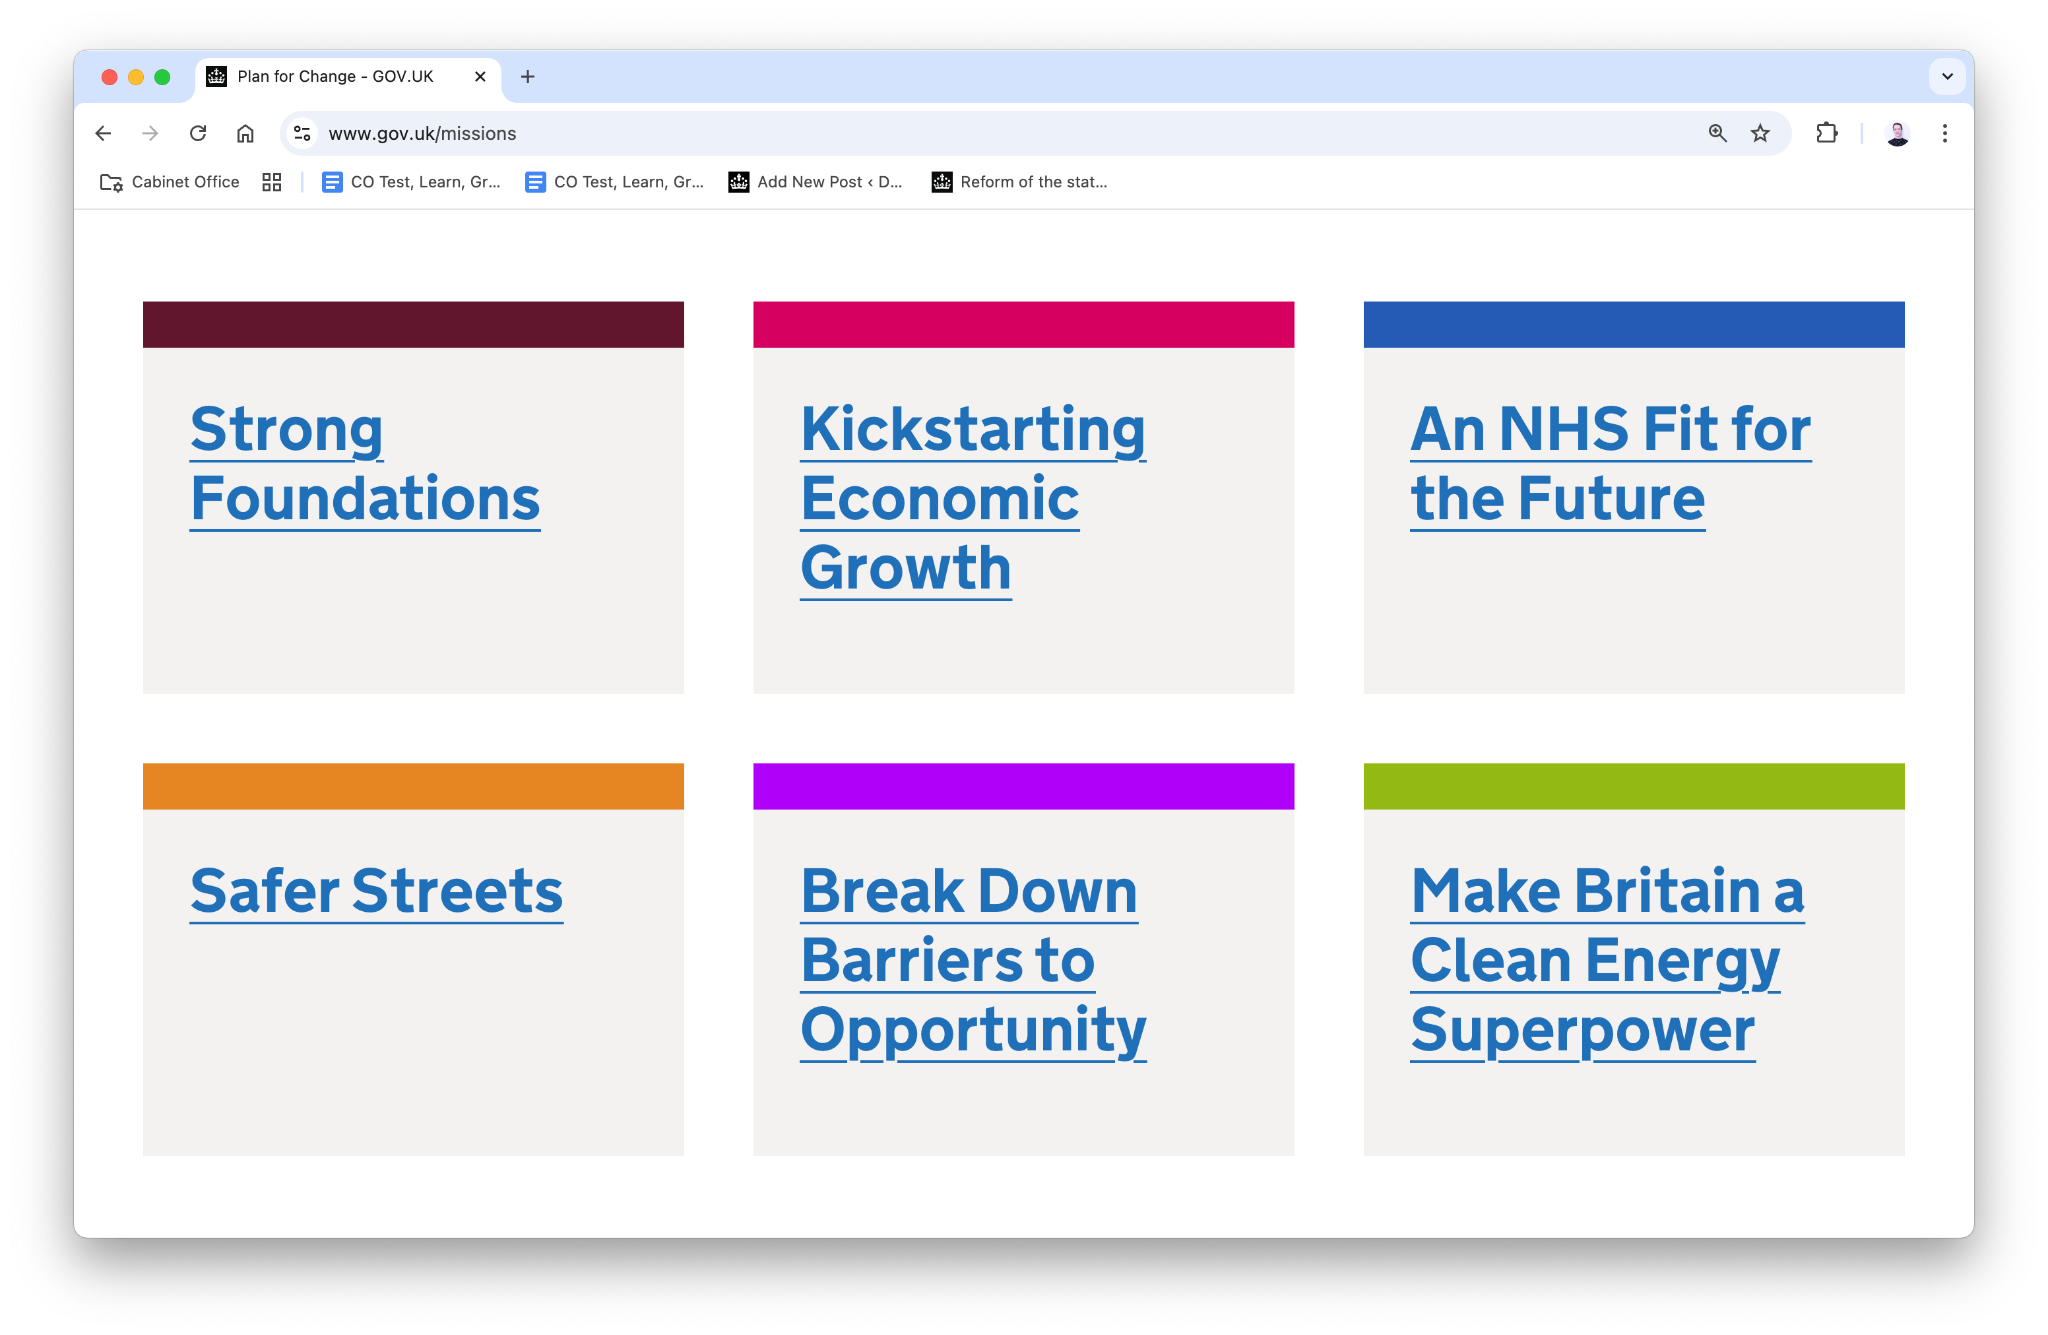 Plan for Change - GOV.UK
www.gov.uk/missions
Cabinet Office
CO Test, Learn, Gr...
CO Test, Learn, Gr...
Add New Post ‹ D...
Reform of the stat...
Strong
Foundations
Kickstarting
Economic
Growth
An NHS Fit for
the Future
Safer Streets
Break Down
Barriers to
Opportunity
Make Britain a
Clean Energy
Superpower